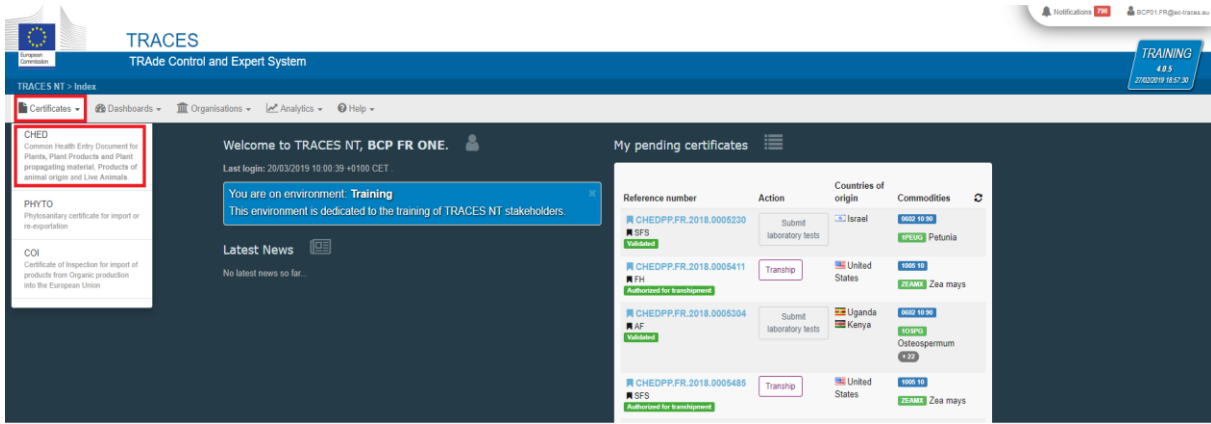 Notifications 798 BCP01.FR@ec-traces.eu
European
Commission
TRACES
TRAde Control and Expert System
TRAINING
4.0.5
27/02/2019 18:57:30
TRACES NT > Index
Certificates Dashboards Organisations Analytics Help
CHED
Common Health Entry Document for
Plants, Plant Products and Plant
propagating material, Products of
animal origin and Live Animals.
PHYTO
Phytosanitary certificate for import or
re-exportation
COI
Certificate of Inspection for import of
products from Organic production
into the European Union
Welcome to TRACES NT, BCP FR ONE.
Last login: 20/03/2019 10:00:39 +0100 CET .
You are on environment: Training
This environment is dedicated to the training of TRACES NT stakeholders.
Latest News
No latest news so far...
My pending certificates
Reference number Action Countries of origin Commodities
CHEDPP.FR.2018.0005230
SFS
Validated
Submit
laboratory tests
Israel
0602 10 90
1PEUG Petunia
CHEDPP.FR.2018.0005411
FH
Authorized for transhipment
Tranship
United
States
1005 10
ZEAMX Zea mays
CHEDPP.FR.2018.0005304
AF
Validated
Submit
laboratory tests
Uganda
Kenya
0602 10 90
1OSPG
Osteospermum
+ 22
CHEDPP.FR.2018.0005485
SFS
Authorized for transhipment
Tranship
United
States
1005 10
ZEAMX Zea mays